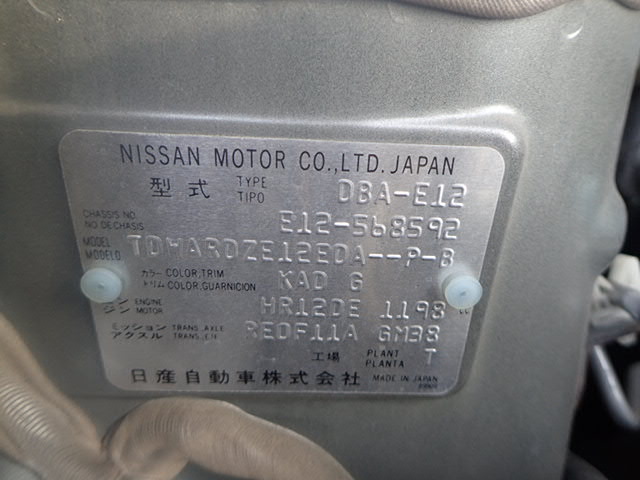 NISSAN MOTOR CO.,LTD. JAPAN
型式 TYPE TIPO DBA-E12
CHASSIS NO. NO DE CHASIS E12-568592
MODEL MODELO TDWARDZE12EDA--P-B
カラー COLOR,TRIM トリム COLOR,GUARNICION KAD G
ン ENGINE ジン MOTOR HR12DE 1198 cc
ミッション TRANS. AXLE アクスル TRANS.,EJE RE0F11A GM38
工場 PLANT PLANTA T
日産自動車株式会社 MADE IN JAPAN